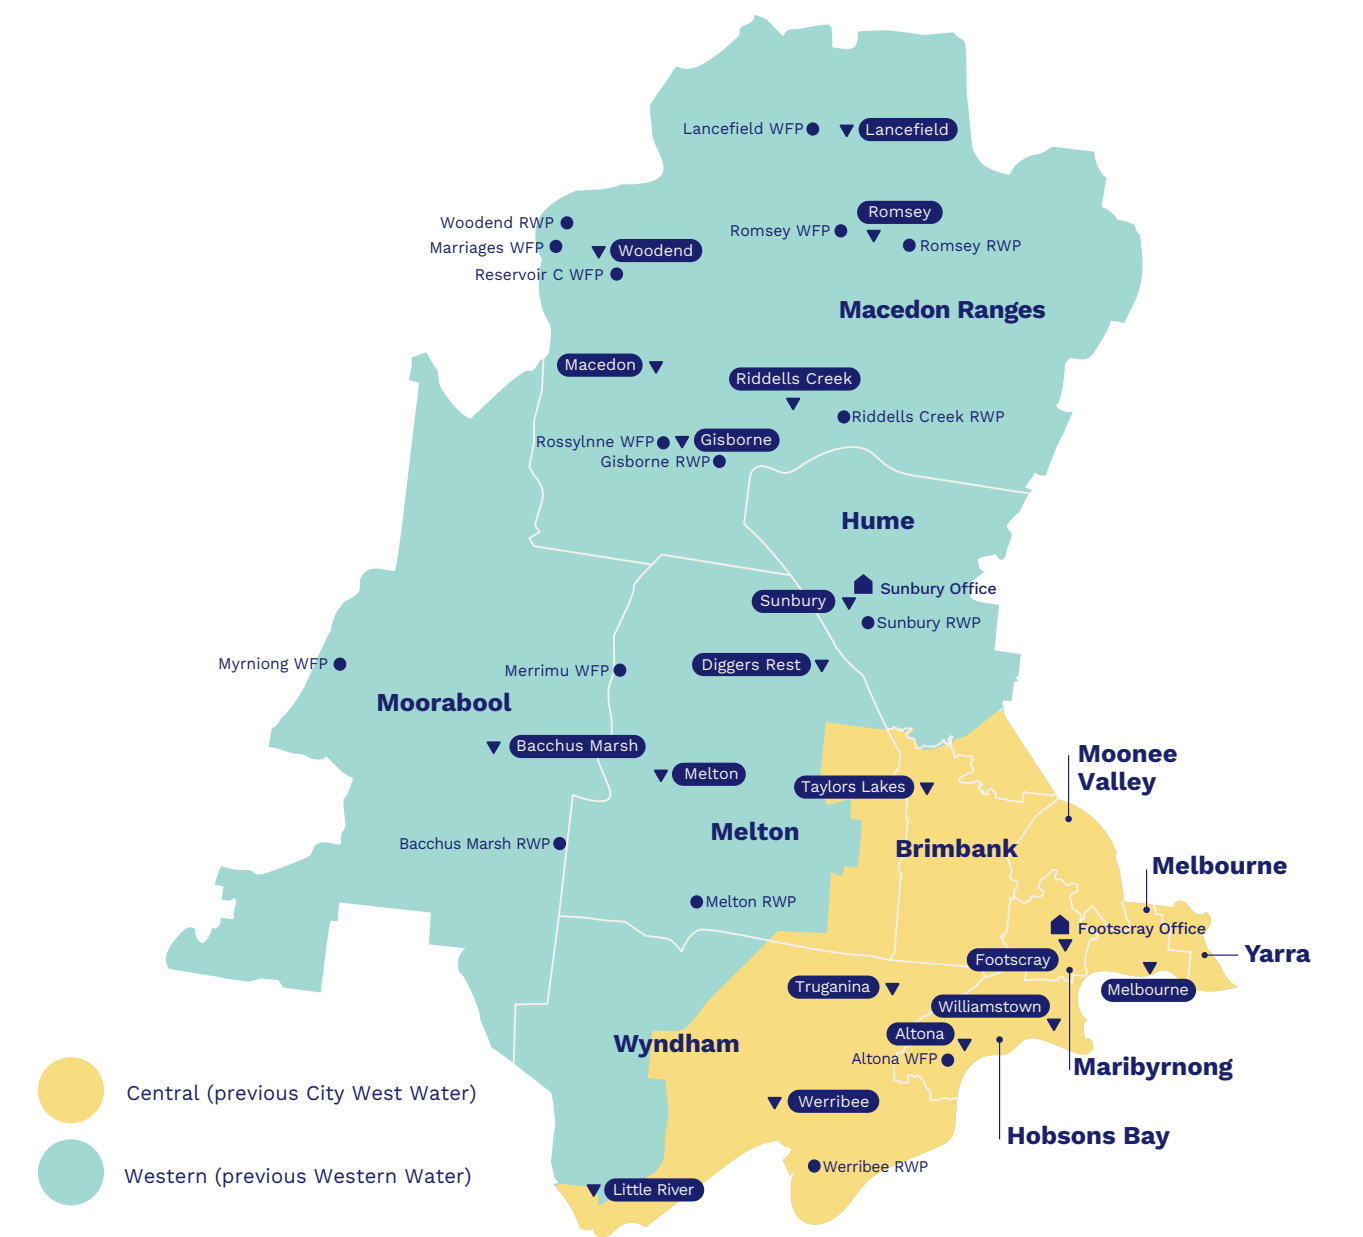 Lancefield WFP
Lancefield
Romsey
Woodend RWP
Romsey WFP
Romsey RWP
Marriages WFP
Woodend
Reservoir C WFP
Macedon Ranges
Macedon
Riddells Creek
Riddells Creek RWP
Rossylnne WFP
Gisborne
Gisborne RWP
Hume
Sunbury Office
Sunbury
Sunbury RWP
Myrniong WFP
Merrimu WFP
Diggers Rest
Moorabool
Bacchus Marsh
Moonee
Valley
Melton
Taylors Lakes
Melton
Bacchus Marsh RWP
Brimbank
Melbourne
Melton RWP
Footscray Office
Footscray
Yarra
Truganina
Melbourne
Williamstown
Altona
Wyndham
Altona WFP
Maribyrnong
Central (previous City West Water)
Werribee
Hobsons Bay
Western (previous Western Water)
Werribee RWP
Little River